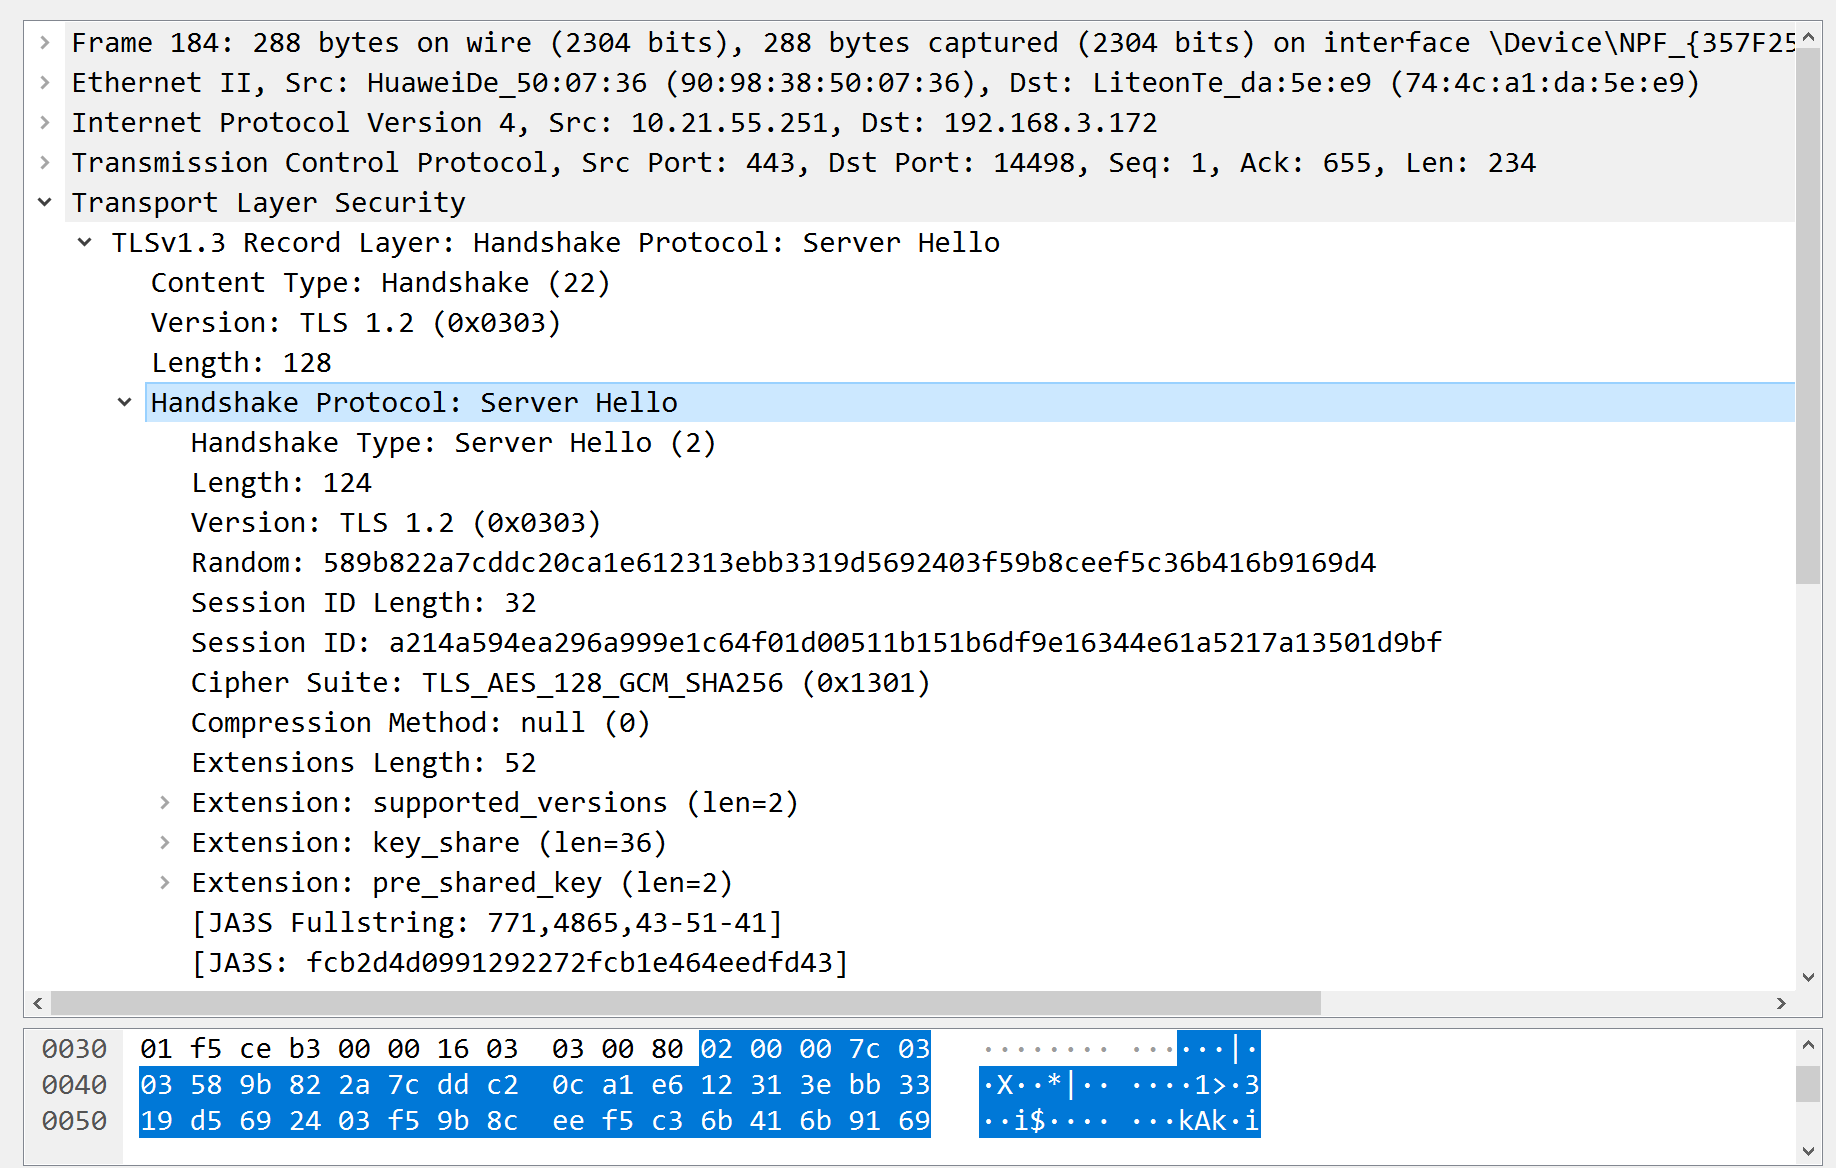 Frame 184: 288 bytes on wire (2304 bits), 288 bytes captured (2304 bits) on interface \Device\NPF_{357F25
Ethernet II, Src: HuaweiDe_50:07:36 (90:98:38:50:07:36), Dst: LiteonTe_da:5e:e9 (74:4c:a1:da:5e:e9)
Internet Protocol Version 4, Src: 10.21.55.251, Dst: 192.168.3.172
Transmission Control Protocol, Src Port: 443, Dst Port: 14498, Seq: 1, Ack: 655, Len: 234
Transport Layer Security
TLSv1.3 Record Layer: Handshake Protocol: Server Hello
Content Type: Handshake (22)
Version: TLS 1.2 (0x0303)
Length: 128
Handshake Protocol: Server Hello
Handshake Type: Server Hello (2)
Length: 124
Version: TLS 1.2 (0x0303)
Random: 589b822a7cddc20ca1e612313ebb3319d5692403f59b8ceef5c36b416b9169d4
Session ID Length: 32
Session ID: a214a594ea296a999e1c64f01d00511b151b6df9e16344e61a5217a13501d9bf
Cipher Suite: TLS_AES_128_GCM_SHA256 (0x1301)
Compression Method: null (0)
Extensions Length: 52
Extension: supported_versions (len=2)
Extension: key_share (len=36)
Extension: pre_shared_key (len=2)
[JA3S Fullstring: 771,4865,43-51-41]
[JA3S: fcb2d4d0991292272fcb1e464eedfd43]
0030 01 f5 ce b3 00 00 16 03 03 00 80 02 00 00 7c 03 ········ ······|·
0040 03 58 9b 82 2a 7c dd c2 0c a1 e6 12 31 3e bb 33 ·X··*|·· ····1>·3
0050 19 d5 69 24 03 f5 9b 8c ee f5 c3 6b 41 6b 91 69 ··i$···· ···kAk·i